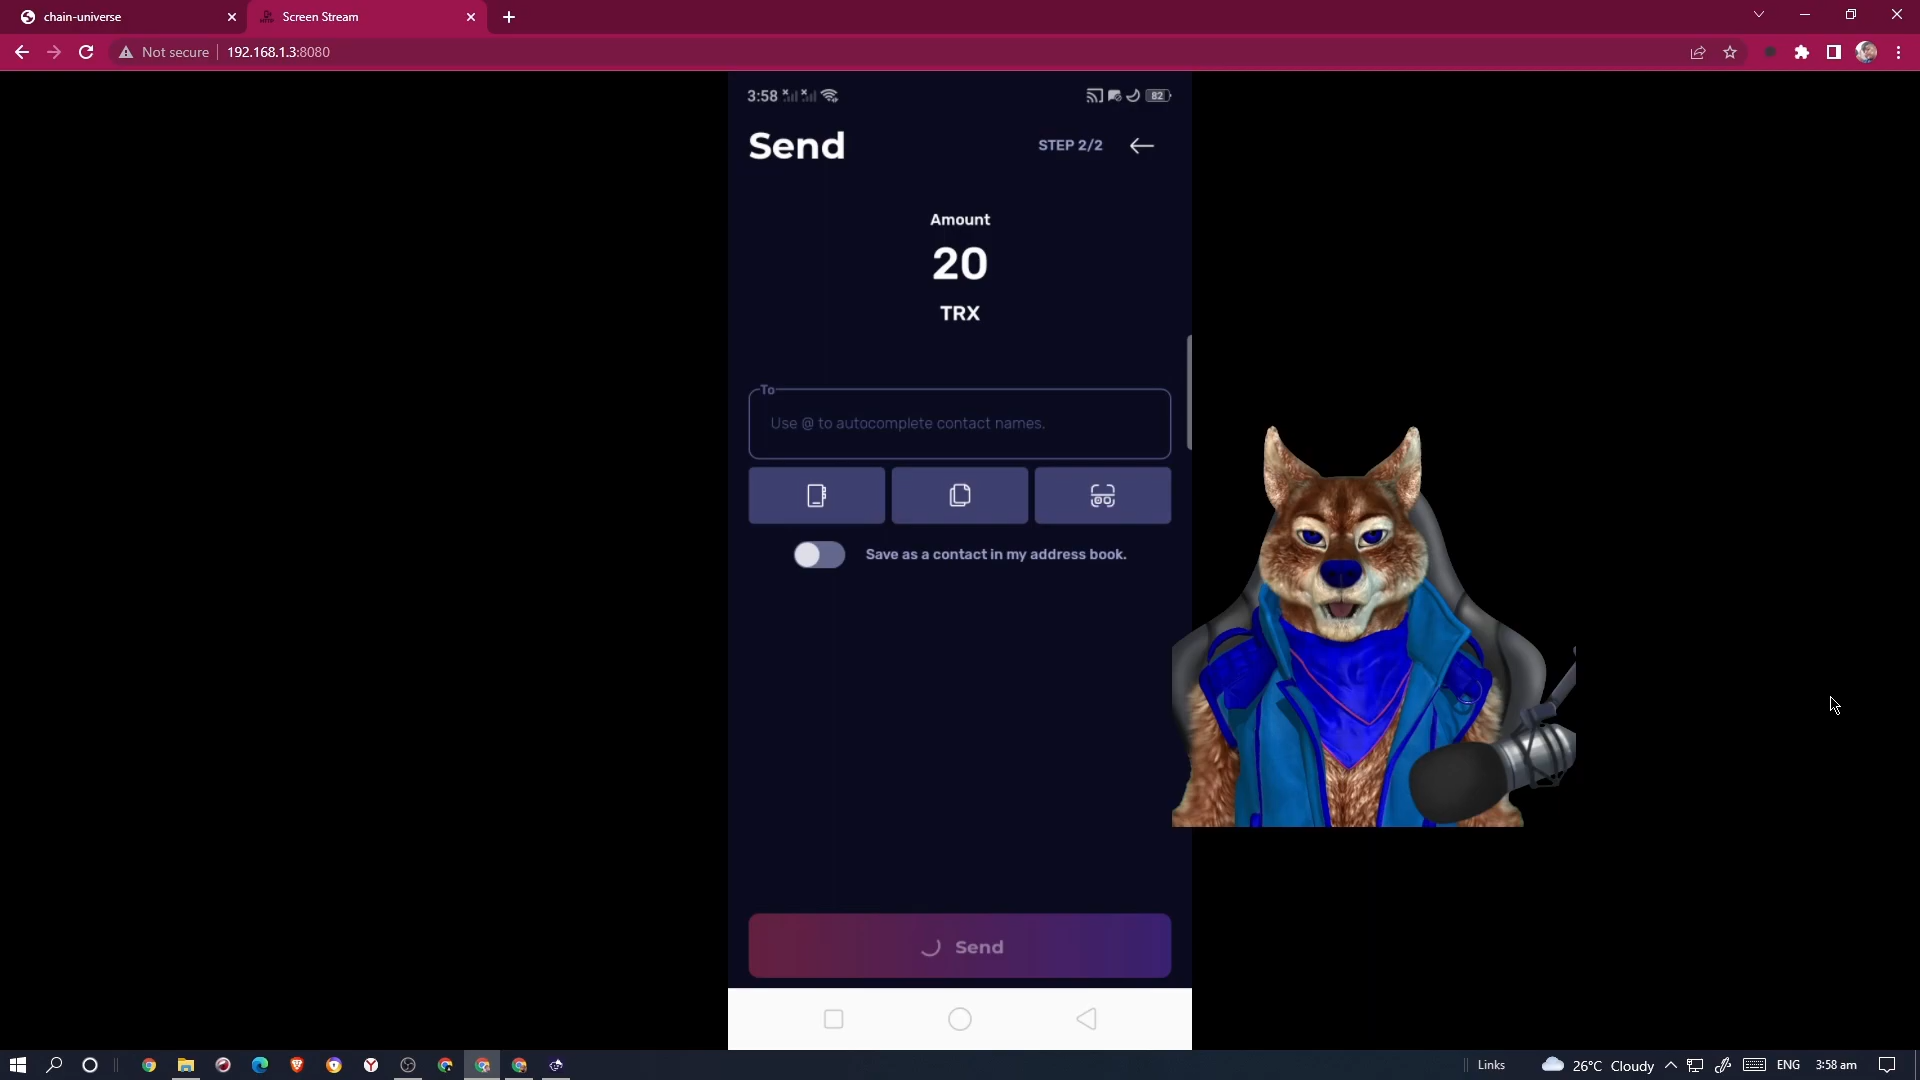 chain-universe
Screen Stream
Not secure
192.168.1.3:8080
3:58
82
Send
STEP 2/2
Amount
20
TRX
To
Use @ to autocomplete contact names.
Save as a contact in my address book.
Send
Links
26°C Cloudy
ENG
3:58 am